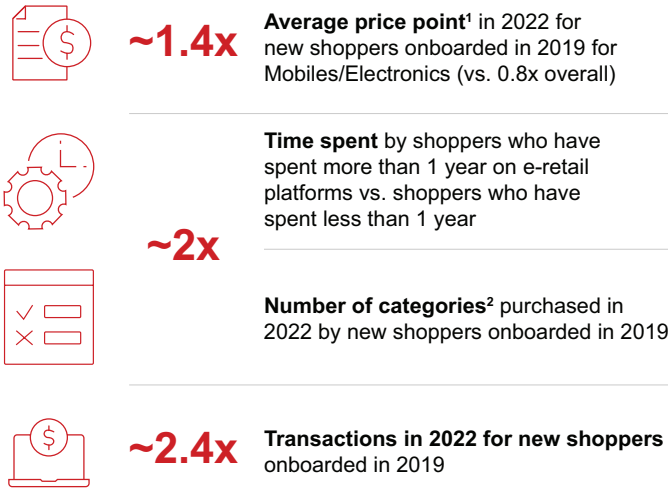 ~1.4x
Average price point¹ in 2022 for
new shoppers onboarded in 2019 for
Mobiles/Electronics (vs. 0.8x overall)
~2x
Time spent by shoppers who have
spent more than 1 year on e-retail
platforms vs. shoppers who have
spent less than 1 year
Number of categories² purchased in
2022 by new shoppers onboarded in 2019
~2.4x
Transactions in 2022 for new shoppers
onboarded in 2019